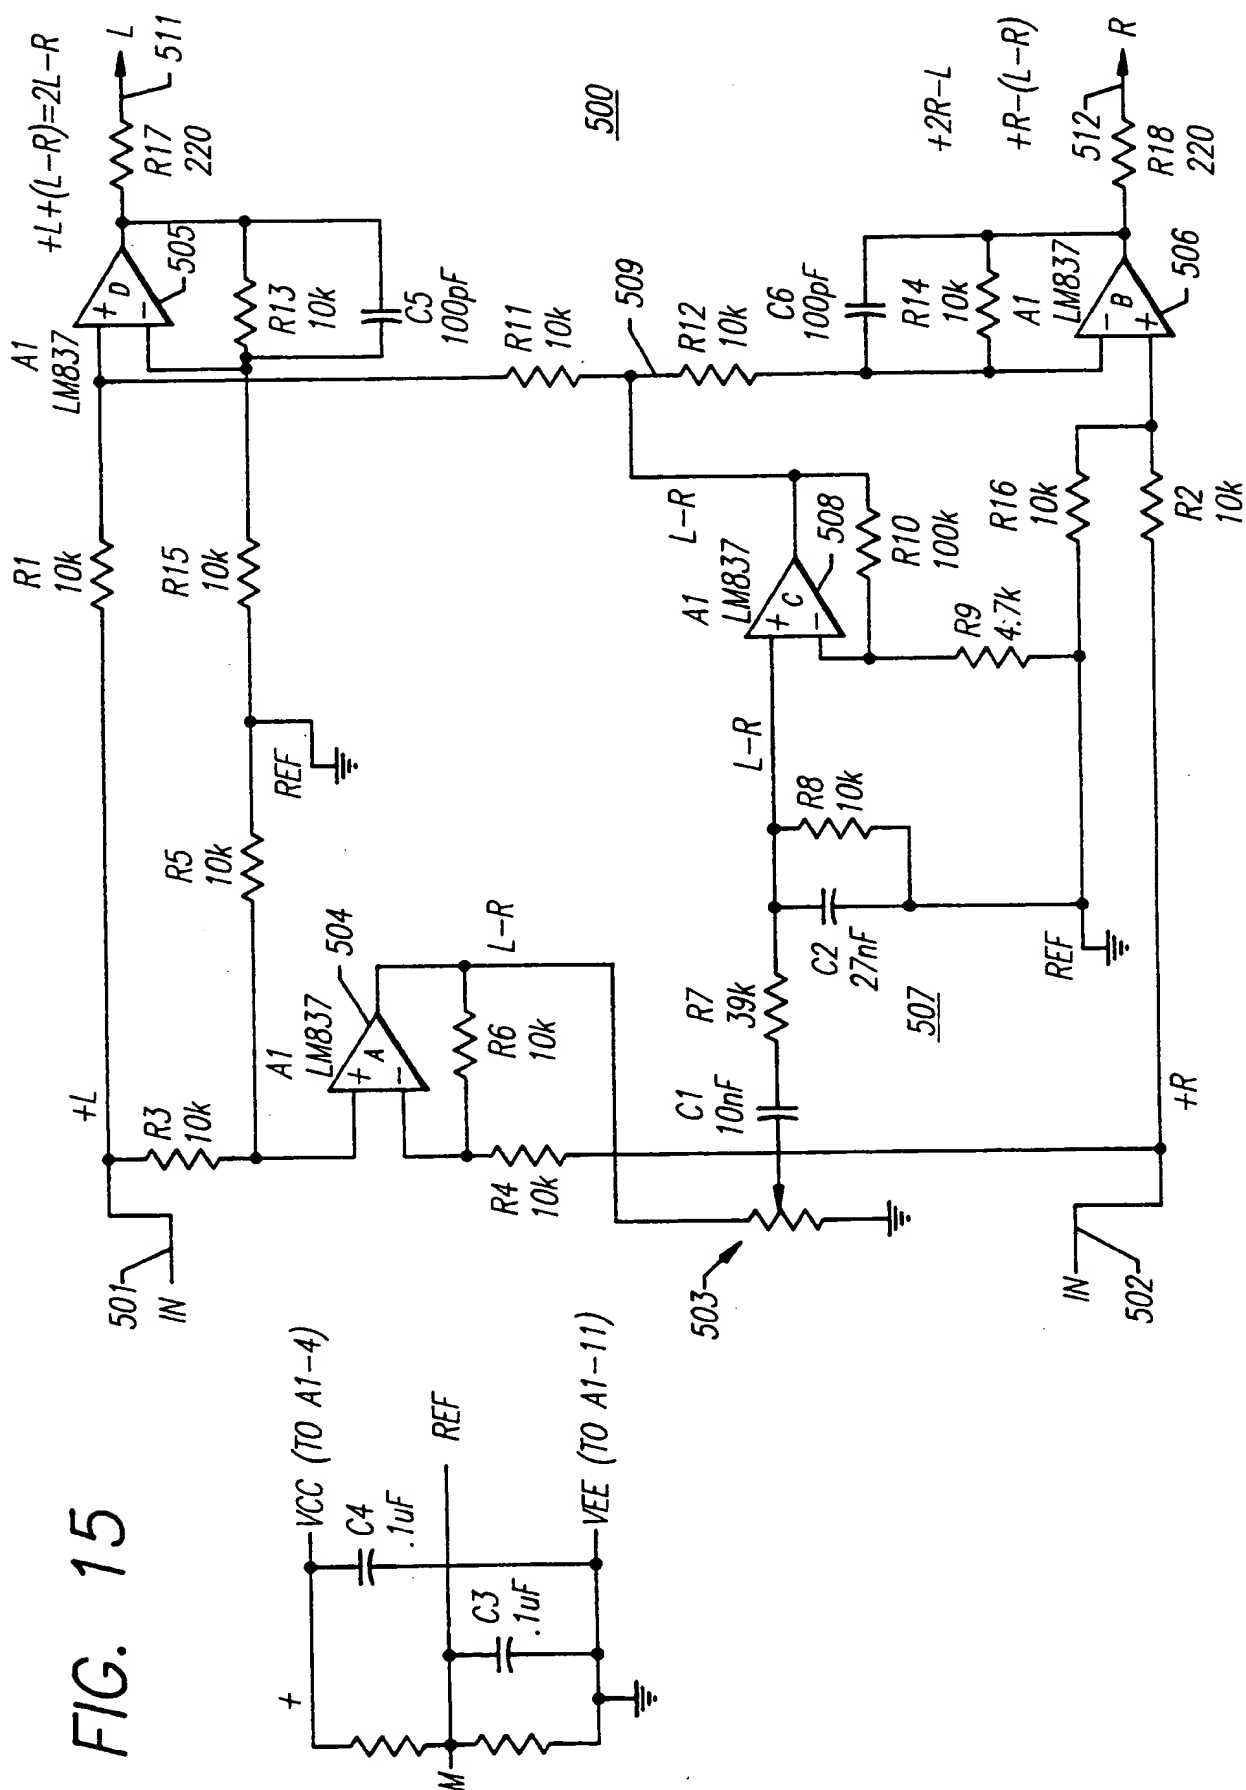 FIG. 15
+
M
VCC (TO A1-4)
C4
.1uF
REF
C3
.1uF
VEE (TO A1-11)
501
IN
+L
R3
10k
R1
10k
A1
LM837
+
-
D
505
+L+(L-R)=2L-R
R17
220
L
511
R5
10k
REF
R15
10k
R13
10k
C5
100pF
A1
LM837
+
-
A
504
L-R
R6
10k
R4
10k
R11
10k
509
R12
10k
500
503
C1
10nF
R7
39k
C2
27nF
507
R8
10k
L-R
A1
LM837
+
-
C
508
L-R
R10
100k
R9
4.7k
REF
C6
100pF
R14
10k
A1
LM837
-
+
B
506
+2R-L
+R-(L-R)
512
R
R18
220
R16
10k
R2
10k
IN
502
+R